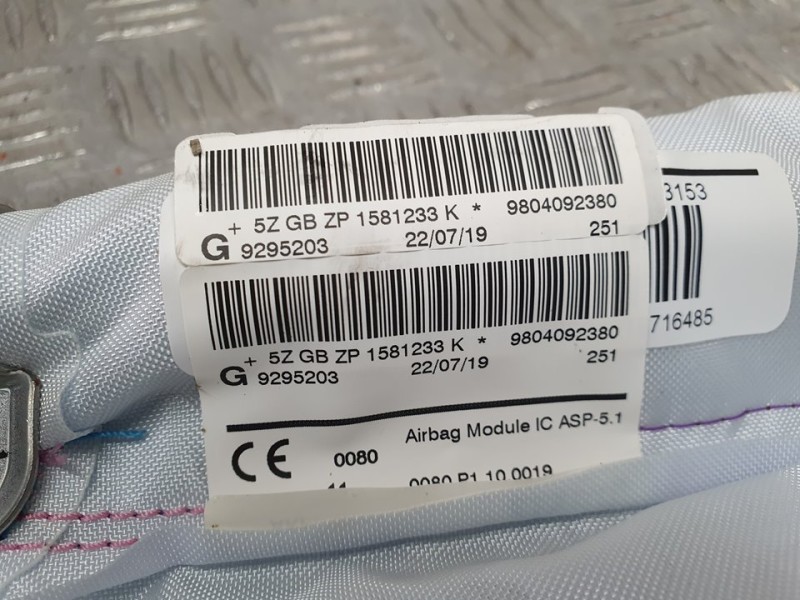 + 5Z GB ZP 1581233 K * 9804092380
G 9295203 22/07/19 251
3153
716485
+ 5Z GB ZP 1581233 K * 9804092380
G 9295203 22/07/19 251
CE 0080 Airbag Module IC ASP-5.1
11 0080 P1 10 0019